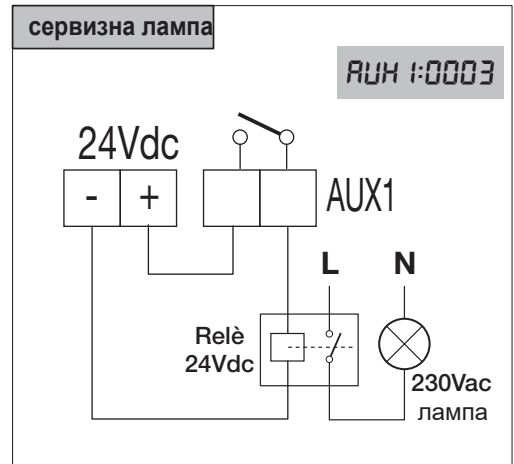 сервизна лампа
AUX 1:0003
24Vdc
- +
AUX1
L N
Relè
24Vdc
230Vac
лампа